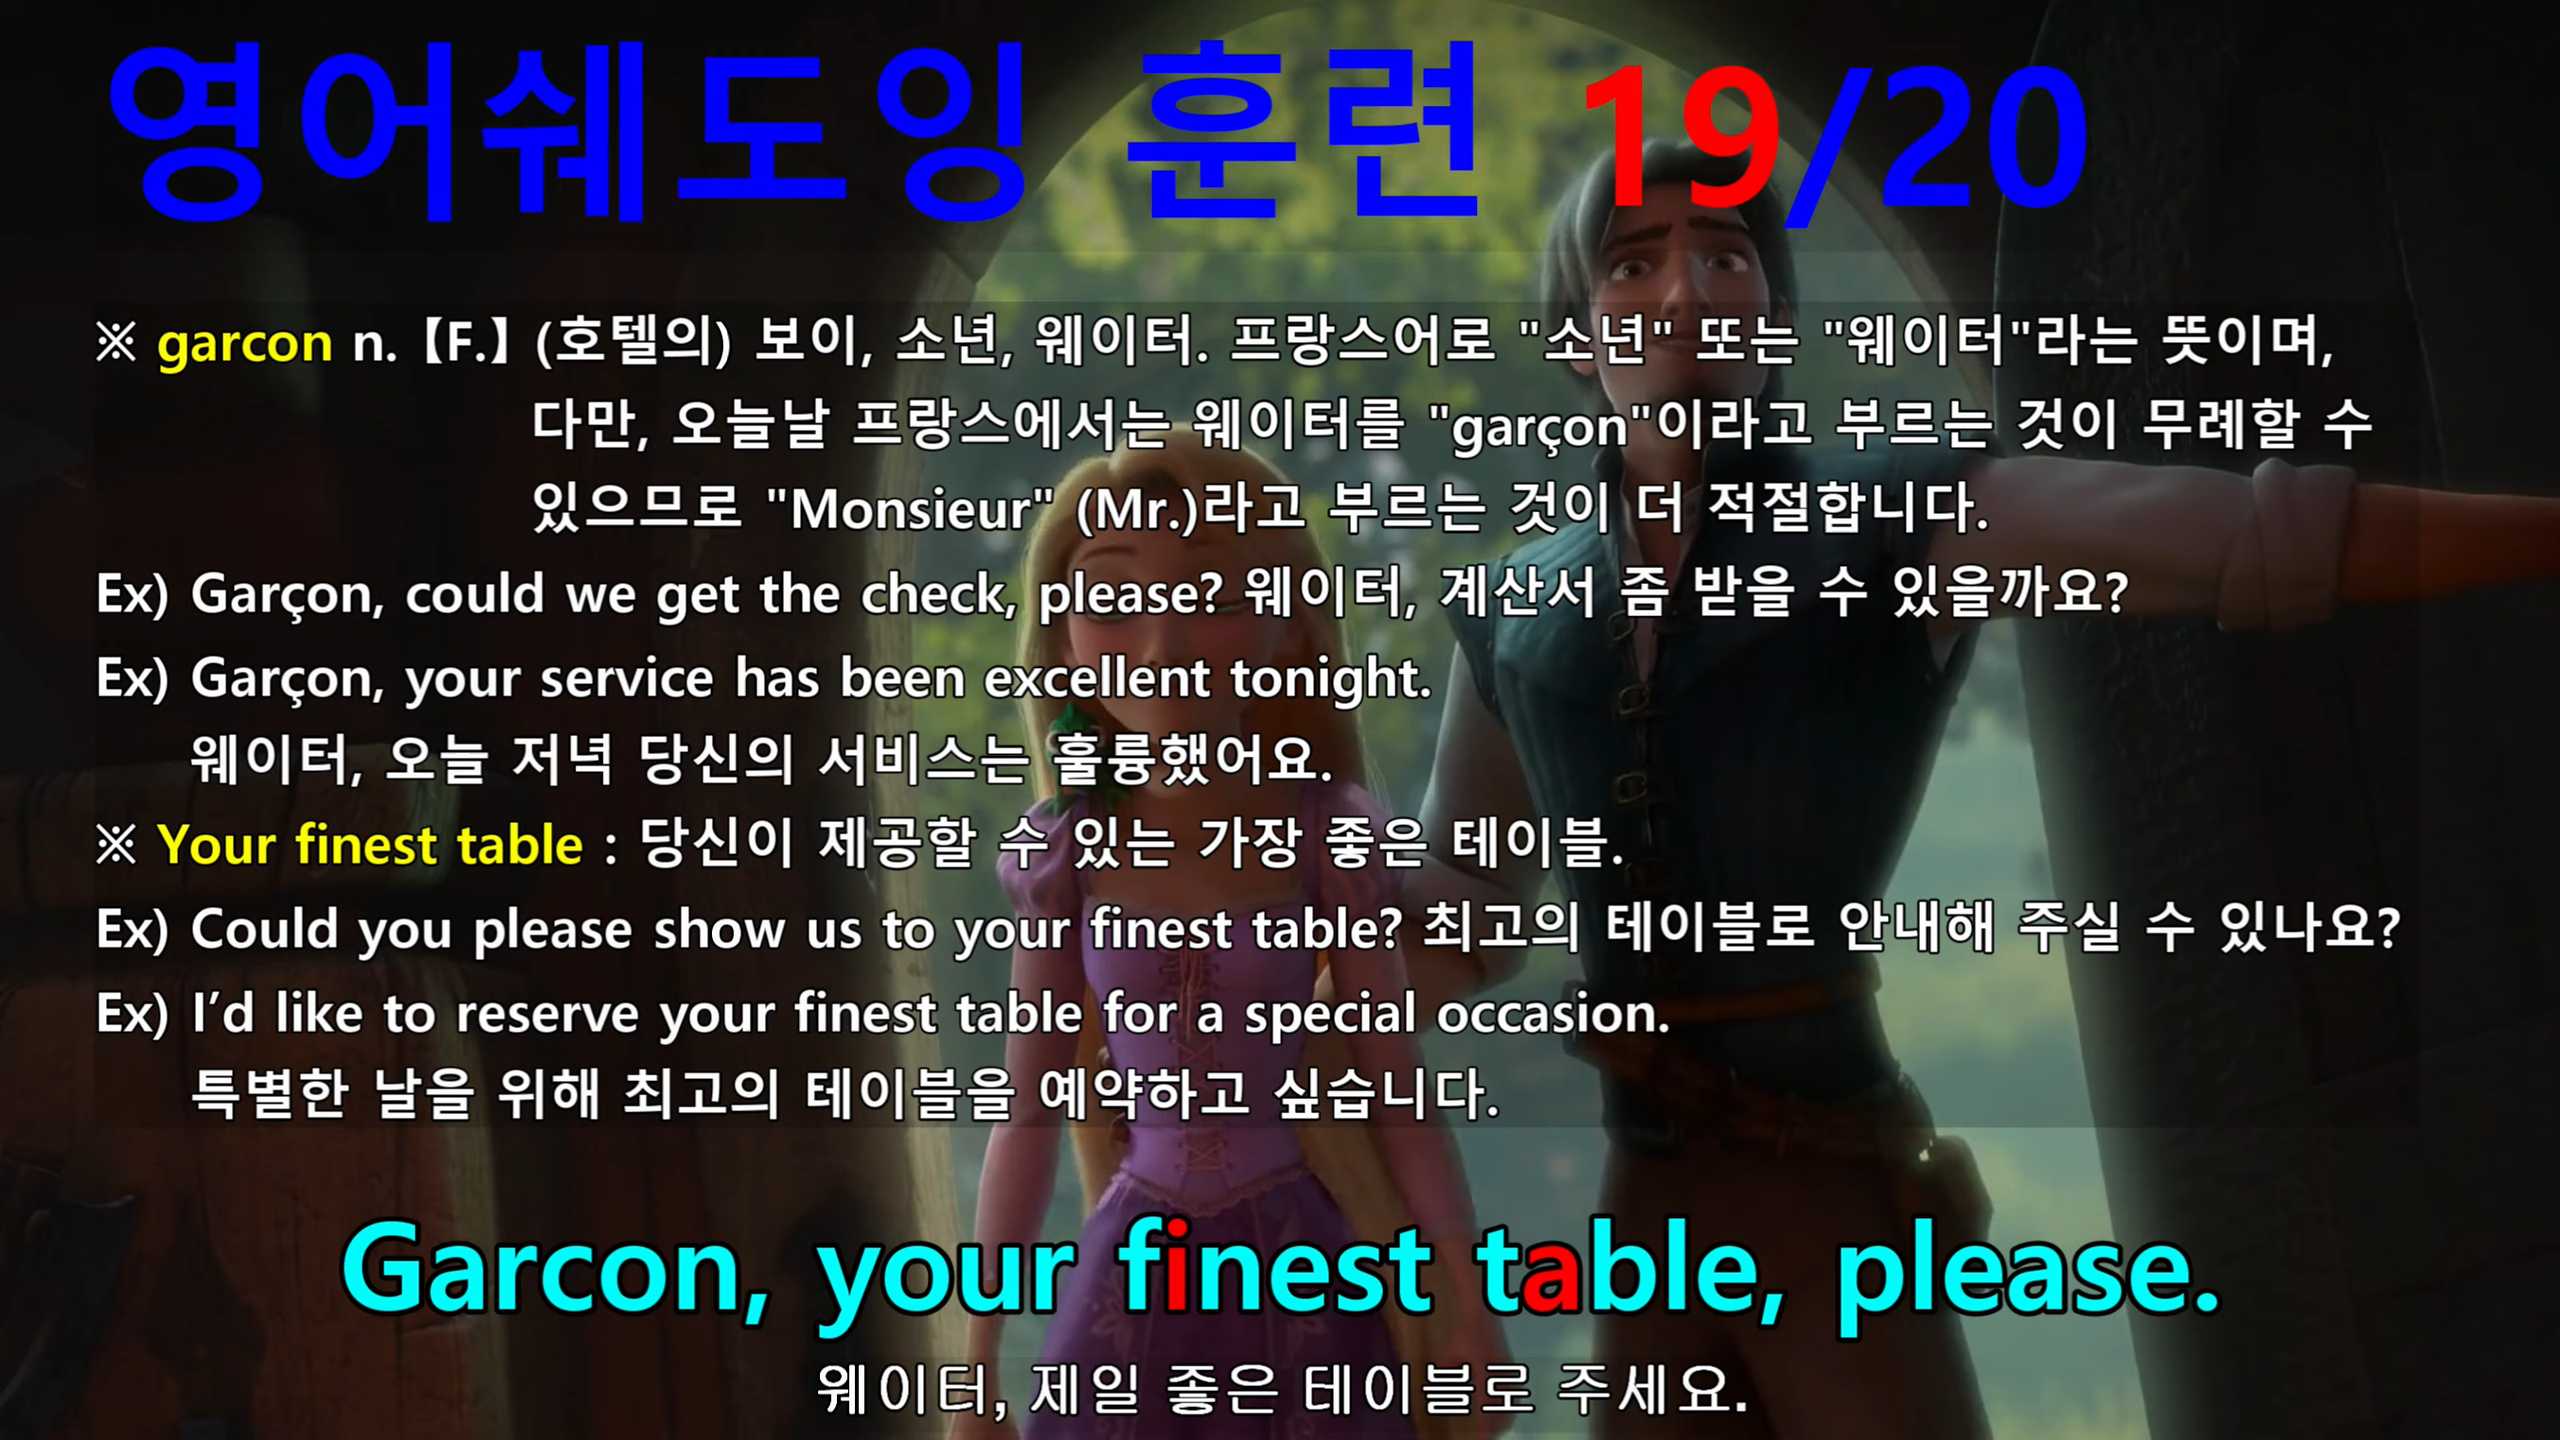 영어쉐도잉 훈련 19/20
※ garcon n.【F.】(호텔의) 보이, 소년, 웨이터. 프랑스어로 "소년" 또는 "웨이터"라는 뜻이며,
다만, 오늘날 프랑스에서는 웨이터를 "garçon"이라고 부르는 것이 무례할 수
있으므로 "Monsieur" (Mr.)라고 부르는 것이 더 적절합니다.
Ex) Garçon, could we get the check, please? 웨이터, 계산서 좀 받을 수 있을까요?
Ex) Garçon, your service has been excellent tonight.
웨이터, 오늘 저녁 당신의 서비스는 훌륭했어요.
※ Your finest table : 당신이 제공할 수 있는 가장 좋은 테이블.
Ex) Could you please show us to your finest table? 최고의 테이블로 안내해 주실 수 있나요?
Ex) I′d like to reserve your finest table for a special occasion.
특별한 날을 위해 최고의 테이블을 예약하고 싶습니다.
Garcon, your finest table, please.
웨이터, 제일 좋은 테이블로 주세요.